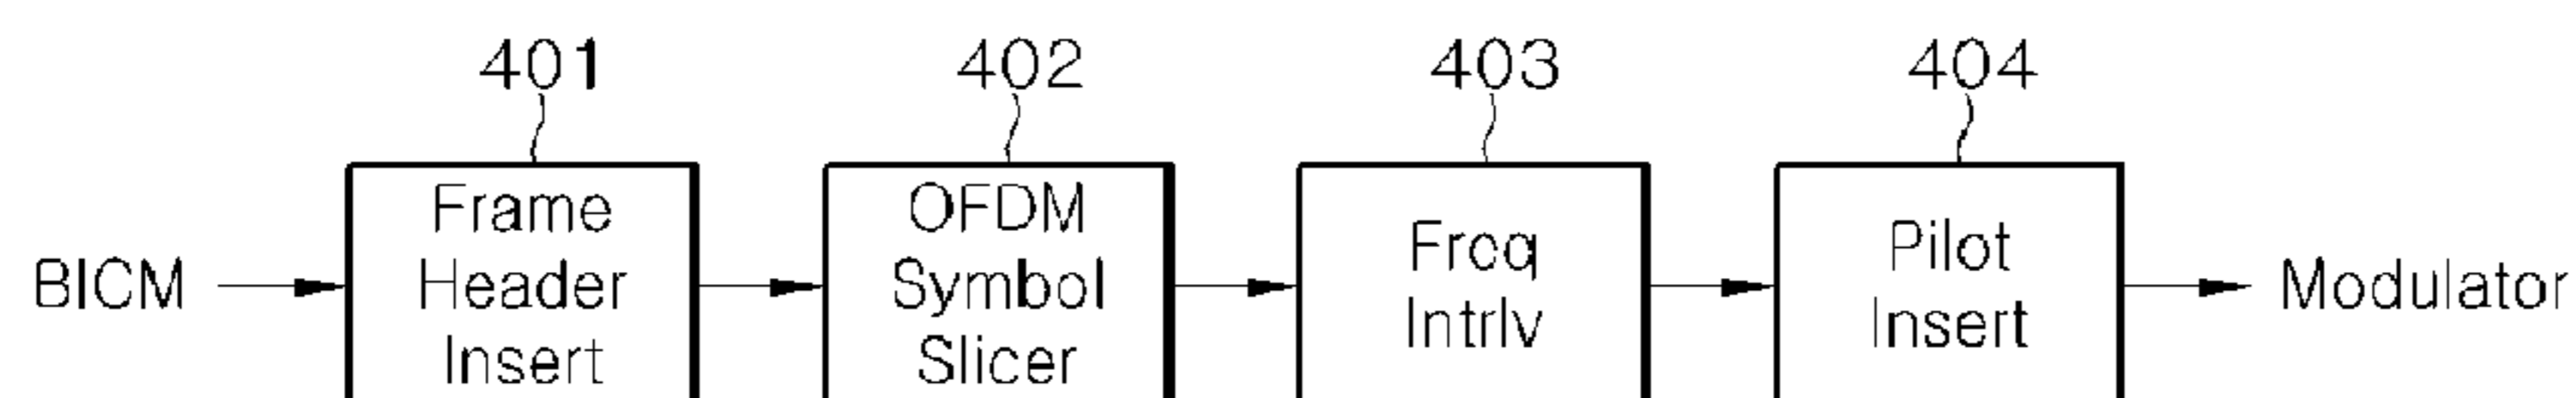 401
402
403
404
BICM
Frame
Header
Insert
OFDM
Symbol
Slicer
Freq
Intrlv
Pilot
Insert
Modulator